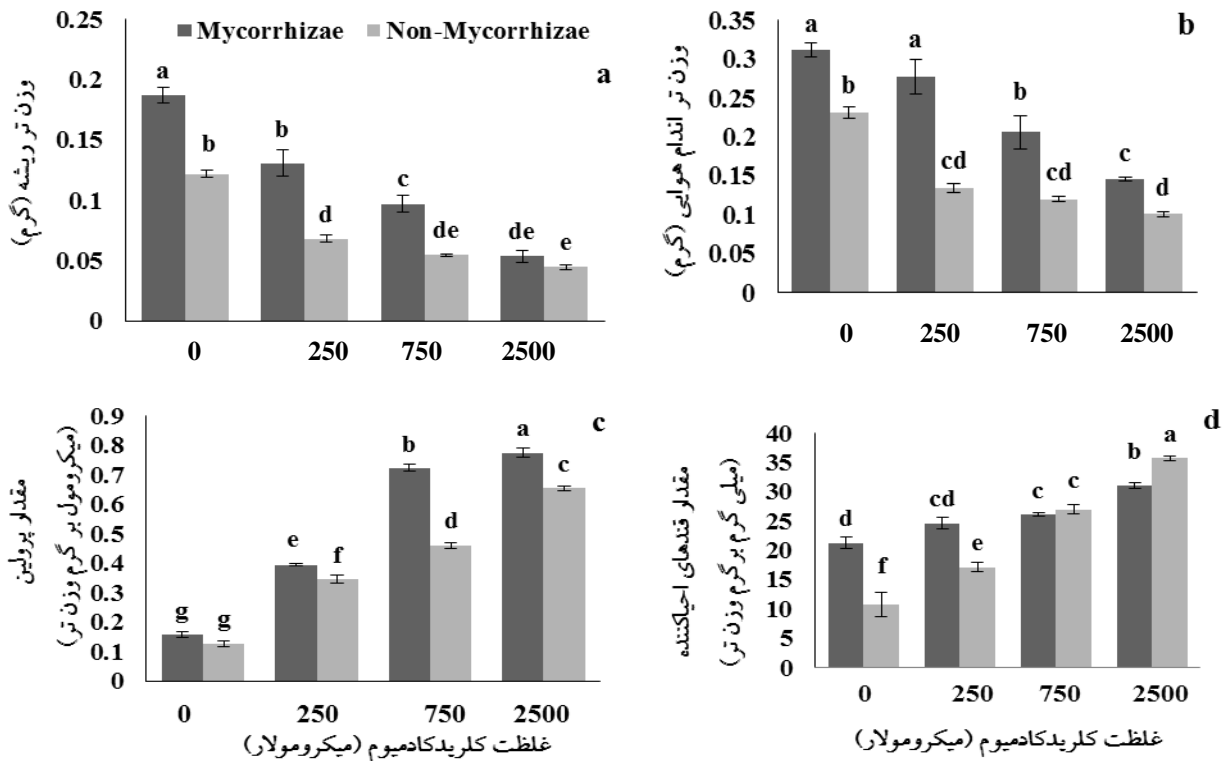 Mycorrhizae Non-Mycorrhizae
a
وزن تر ریشه (گرم)
0.25
0.2
0.15
0.1
0.05
0
a
b
b
d
c
de
de
e
0 250 750 2500
b
وزن تر اندام هوایی (گرم)
0.35
0.3
0.25
0.2
0.15
0.1
0.05
0
a
b
a
cd
b
cd
c
d
0 250 750 2500
c
مقدار پرولین
(میکرومول بر گرم وزن تر)
0.9
0.8
0.7
0.6
0.5
0.4
0.3
0.2
0.1
0
g
g
e
f
b
d
a
c
0 250 750 2500
غلظت کلریدکادمیوم (میکرومولار)
d
مقدار قندهای احیاکننده
(میلی گرم برگرم وزن تر)
40
35
30
25
20
15
10
5
0
d
f
cd
e
c
c
b
a
0 250 750 2500
غلظت کلریدکادمیوم (میکرومولار)